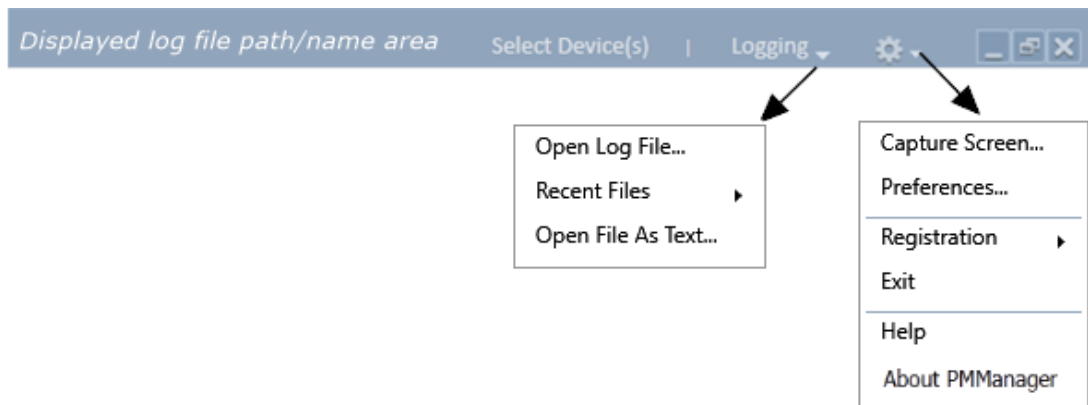 Displayed log file path/name area Select Device(s) | Logging
Open Log File...
Recent Files
Open File As Text...
Capture Screen...
Preferences...
Registration
Exit
Help
About PMManager